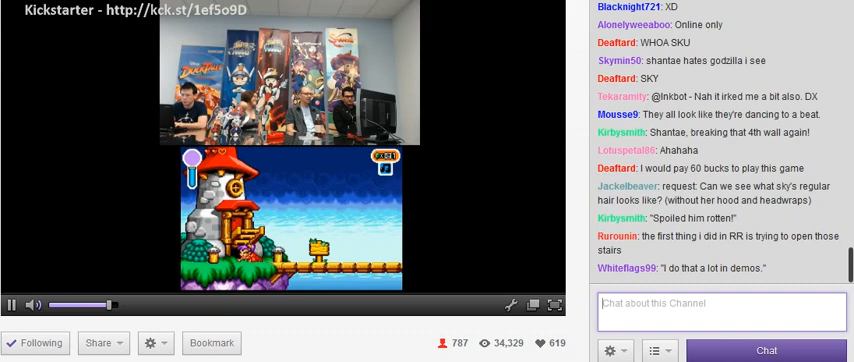 Kickstarter - http://kck.st/1ef5o9D
DUCKTALES
Following
Share
Bookmark
787
34,329
619
Blacknight721: XD
Alonelyweeaboo: Online only
Deaftard: WHOA SKU
Skymin50: shantae hates godzilla i see
Deaftard: SKY
Tekaramity: @Inkbot - Nah it irked me a bit also. DX
Mousse9: They all look like they're dancing to a beat.
Kirbysmith: Shantae, breaking that 4th wall again!
Lotuspetal86: Ahahaha
Deaftard: I would pay 60 bucks to play this game
Jackelbeaver: request: Can we see what sky's regular
hair looks like? (without her hood and headwraps)
Kirbysmith: "Spoiled him rotten!"
Rurounin: the first thing i did in RR is trying to open those
stairs
Whiteflags99: "I do that a lot in demos."
Chat about this Channel
Chat